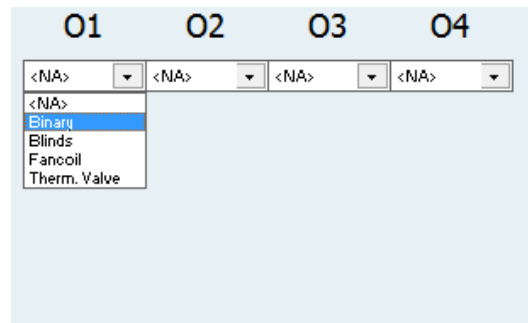 O1 O2 O3 O4
<NA> <NA> <NA> <NA>
<NA>
Binary
Blinds
Fancoil
Therm. Valve